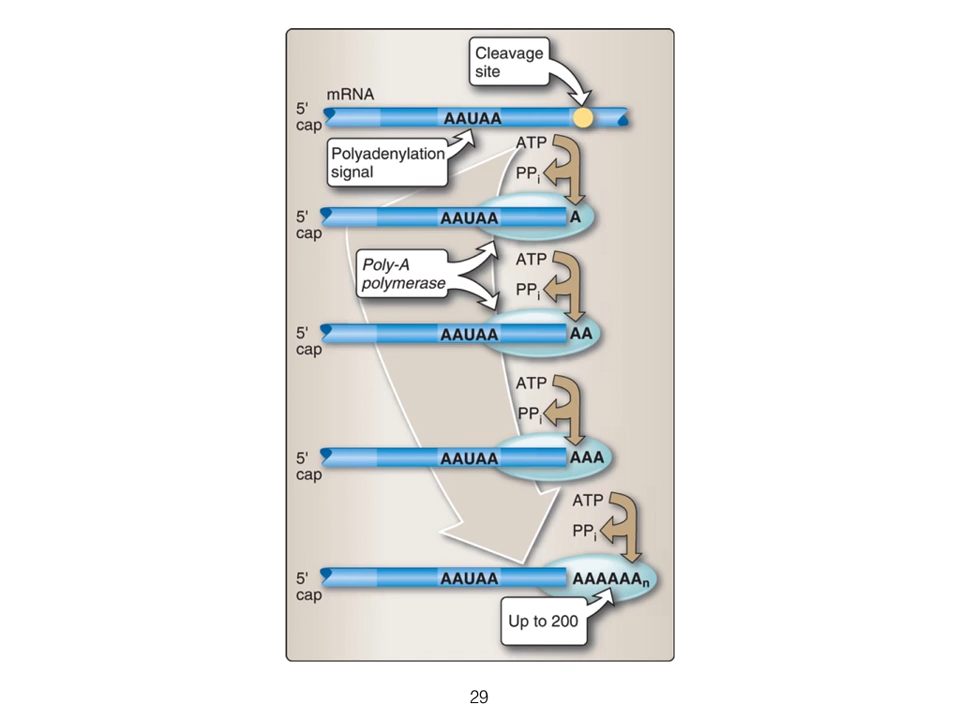 Cleavage
site
mRNA
5'
cap
AAUAA
Polyadenylation
signal
ATP
PPi
5'
cap
AAUAA
A
Poly-A
polymerase
ATP
PPi
5'
cap
AAUAA
AA
ATP
PPi
5'
cap
AAUAA
AAA
ATP
PPi
5'
cap
AAUAA
AAAAAAn
Up to 200
29